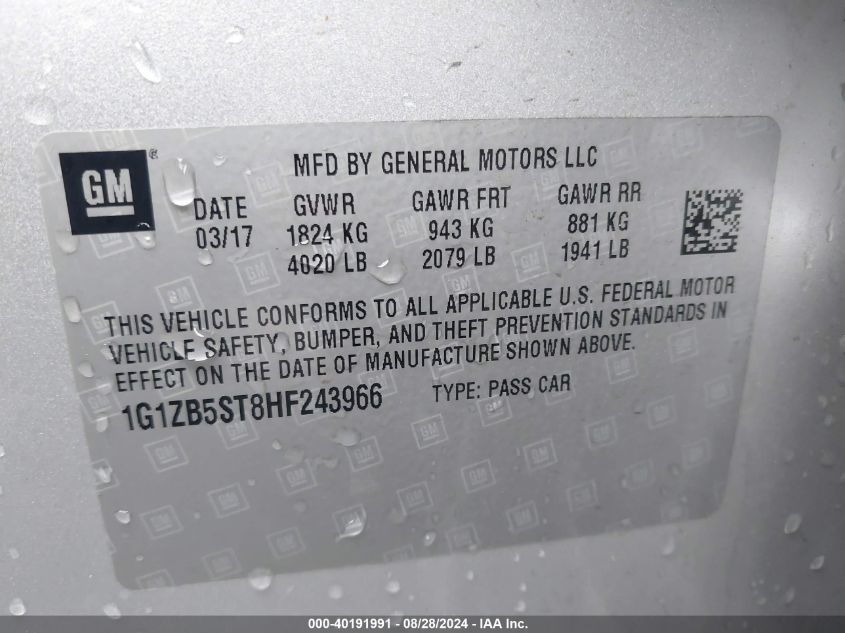 GM ®
MFD BY GENERAL MOTORS LLC
DATE GVWR GAWR FRT GAWR RR
03/17 1824 KG 943 KG 881 KG
4020 LB 2079 LB 1941 LB
THIS VEHICLE CONFORMS TO ALL APPLICABLE U.S. FEDERAL MOTOR
VEHICLE SAFETY, BUMPER, AND THEFT PREVENTION STANDARDS IN
EFFECT ON THE DATE OF MANUFACTURE SHOWN ABOVE.
1G1ZB5ST8HF243966 TYPE: PASS CAR
000-40191991 - 08/28/2024 - IAA Inc.